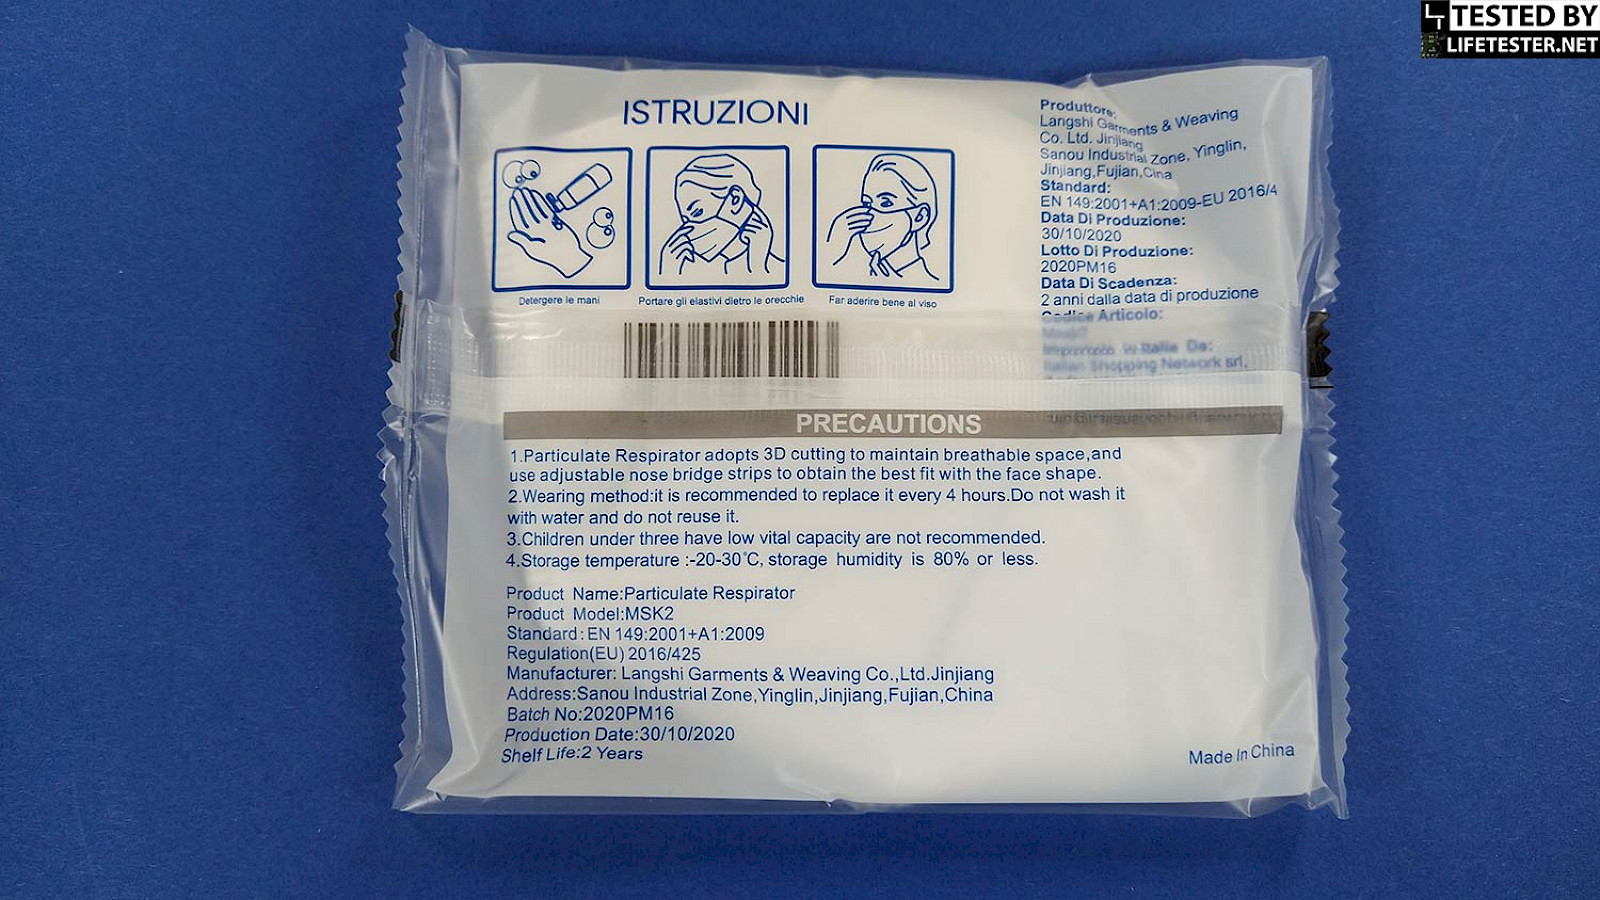 TESTED BY
LIFETESTER.NET
ISTRUZIONI
Detergere le mani
Portare gli elastivi dietro le orecchie
Far aderire bene al viso
Produttore:
Langshi Garments & Weaving
Co. Ltd. Jinjiang
Sanou Industrial Zone, Yinglin,
Jinjiang,Fujian,Cina
Standard:
EN 149:2001+A1:2009-EU 2016/4
Data Di Produzione:
30/10/2020
Lotto Di Produzione:
2020PM16
Data Di Scadenza:
2 anni dalla data di produzione
Codice Articolo:
In Italia Da:
Italian Shopping Network srl,
PRECAUTIONS
1.Particulate Respirator adopts 3D cutting to maintain breathable space,and
use adjustable nose bridge strips to obtain the best fit with the face shape.
2.Wearing method:it is recommended to replace it every 4 hours.Do not wash it
with water and do not reuse it.
3.Children under three have low vital capacity are not recommended.
4.Storage temperature :-20-30°C, storage humidity is 80% or less.
Product Name:Particulate Respirator
Product Model:MSK2
Standard:EN 149:2001+A1:2009
Regulation(EU) 2016/425
Manufacturer: Langshi Garments & Weaving Co.,Ltd.Jinjiang
Address:Sanou Industrial Zone,Yinglin,Jinjiang,Fujian,China
Batch No:2020PM16
Production Date:30/10/2020
Shelf Life:2 Years
Made In China